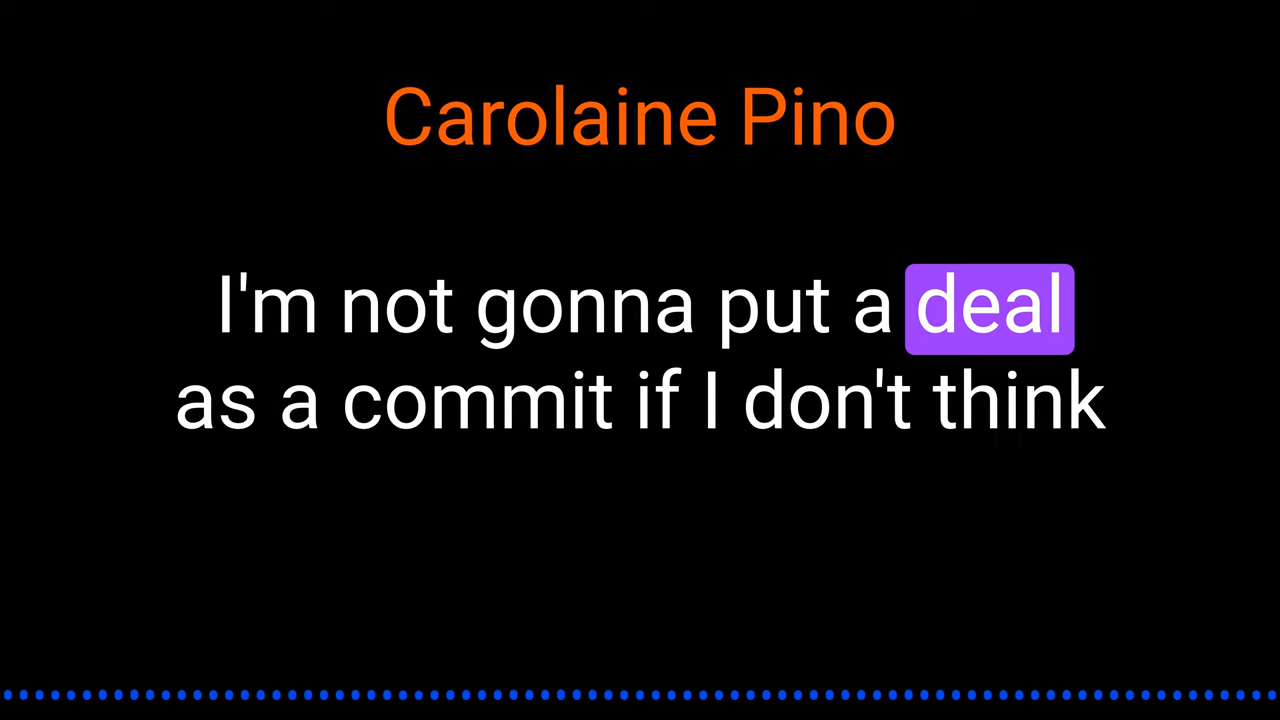 Carolaine Pino
I'm not gonna put a deal
as a commit if I don't think